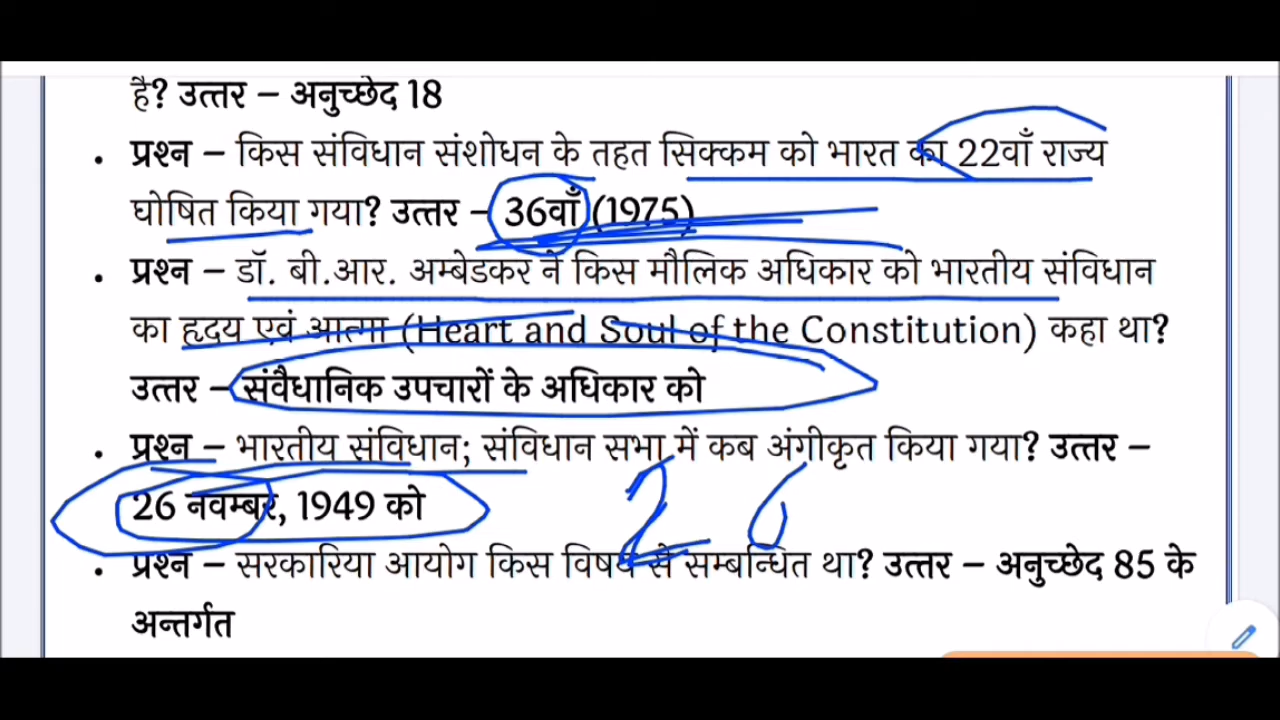 है? उत्तर – अनुच्छेद 18
• प्रश्न – किस संविधान संशोधन के तहत सिक्कम को भारत का 22वाँ राज्य
घोषित किया गया? उत्तर – 36वाँ (1975)
• प्रश्न – डॉ. बी.आर. अम्बेडकर ने किस मौलिक अधिकार को भारतीय संविधान
का हृदय एवं आत्मा (Heart and Soul of the Constitution) कहा था?
उत्तर – संवैधानिक उपचारों के अधिकार को
• प्रश्न – भारतीय संविधान; संविधान सभा में कब अंगीकृत किया गया? उत्तर –
26 नवम्बर, 1949 को
26
• प्रश्न – सरकारिया आयोग किस विषय से सम्बन्धित था? उत्तर – अनुच्छेद 85 के
अन्तर्गत